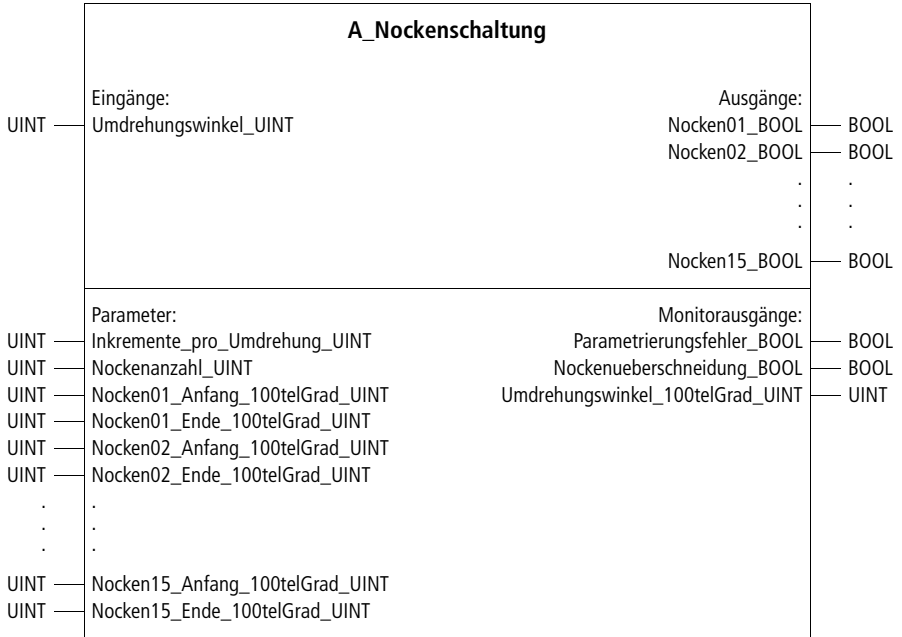 A_Nockenschaltung
Eingänge: Ausgänge:
UINT Umdrehungswinkel_UINT Nocken01_BOOL BOOL
Nocken02_BOOL BOOL
. .
. .
. .
Nocken15_BOOL BOOL
Parameter: Monitorausgänge:
UINT Inkremente_pro_Umdrehung_UINT Parametrierungsfehler_BOOL BOOL
UINT Nockenanzahl_UINT Nockenueberschneidung_BOOL BOOL
UINT Nocken01_Anfang_100telGrad_UINT Umdrehungswinkel_100telGrad_UINT UINT
UINT Nocken01_Ende_100telGrad_UINT
UINT Nocken02_Anfang_100telGrad_UINT
UINT Nocken02_Ende_100telGrad_UINT
. .
. .
. .
UINT Nocken15_Anfang_100telGrad_UINT
UINT Nocken15_Ende_100telGrad_UINT